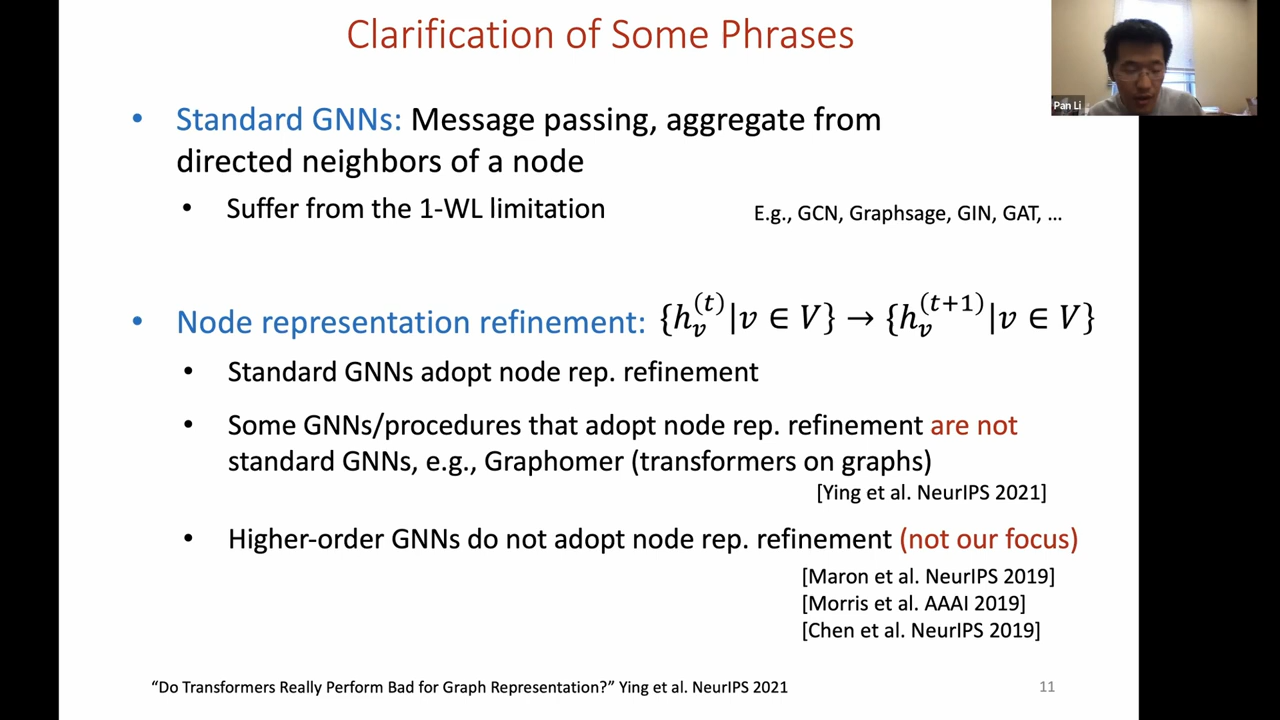 Clarification of Some Phrases
Pan Li
• Standard GNNs: Message passing, aggregate from
directed neighbors of a node
• Suffer from the 1-WL limitation
E.g., GCN, Graphsage, GIN, GAT, ...
• Node representation refinement: {h_v^{(t)}|v ∈ V} → {h_v^{(t+1)}|v ∈ V}
• Standard GNNs adopt node rep. refinement
• Some GNNs/procedures that adopt node rep. refinement are not
standard GNNs, e.g., Graphomer (transformers on graphs)
[Ying et al. NeurIPS 2021]
• Higher-order GNNs do not adopt node rep. refinement (not our focus)
[Maron et al. NeurIPS 2019]
[Morris et al. AAAI 2019]
[Chen et al. NeurIPS 2019]
“Do Transformers Really Perform Bad for Graph Representation?” Ying et al. NeurIPS 2021
11